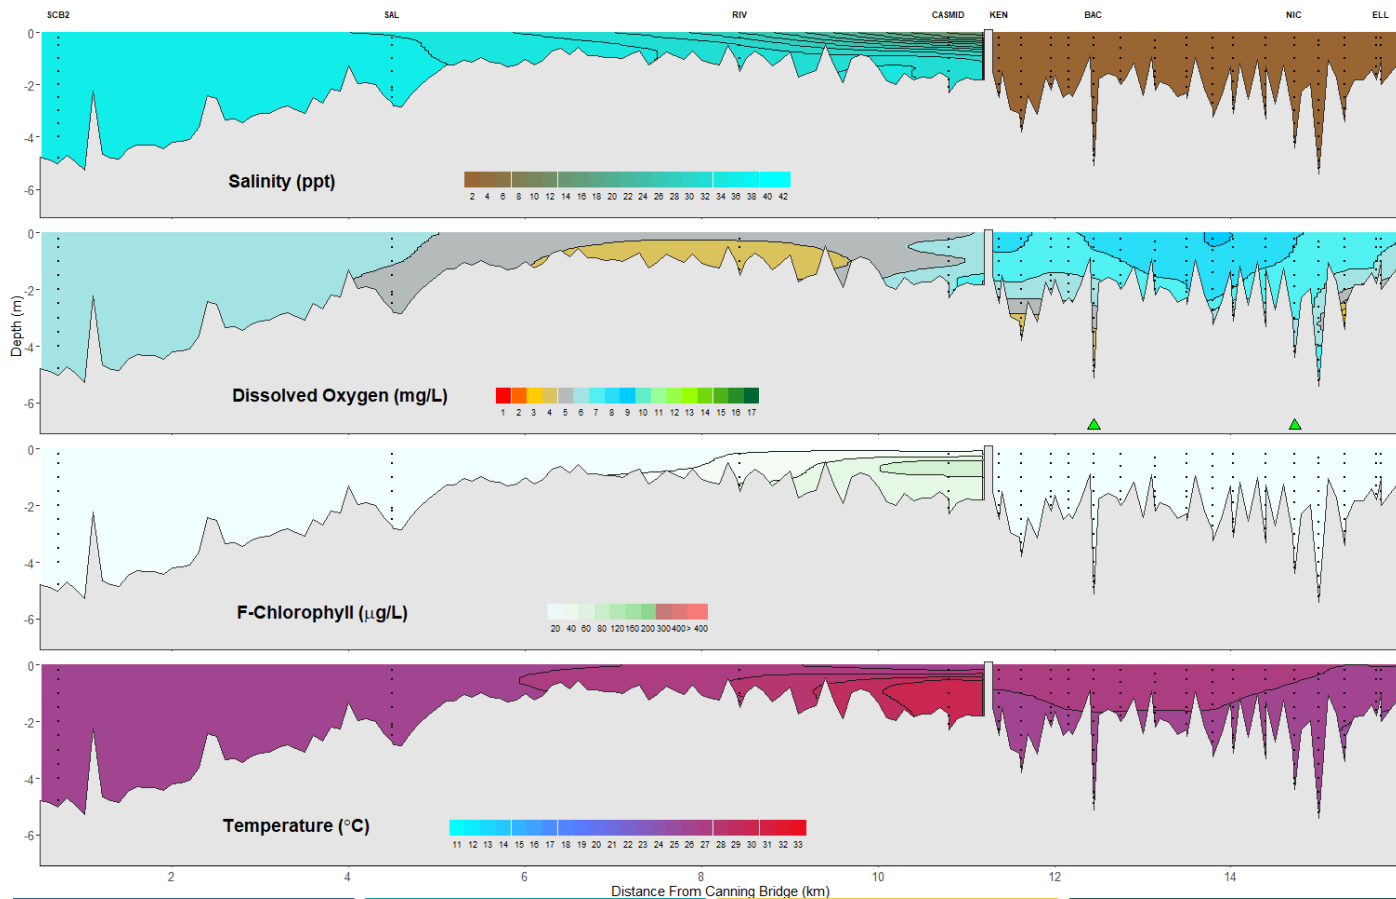 SCB2 SAL RIV CASMID KEN BAC NIC ELL
0
-2
-4
-6
Salinity (ppt)
2 4 6 8 10 12 14 16 18 20 22 24 26 28 30 32 34 36 38 40 42
0
-2
-4
-6
Depth (m)
Dissolved Oxygen (mg/L)
1 2 3 4 5 6 7 8 9 10 11 12 13 14 15 16 17
0
-2
-4
-6
F-Chlorophyll (μg/L)
20 40 60 80 120 160 200 300 400 > 400
0
-2
-4
-6
Temperature (°C)
11 12 13 14 15 16 17 18 19 20 21 22 23 24 25 26 27 28 29 30 31 32 33
2 4 6 8 10 12 14
Distance From Canning Bridge (km)